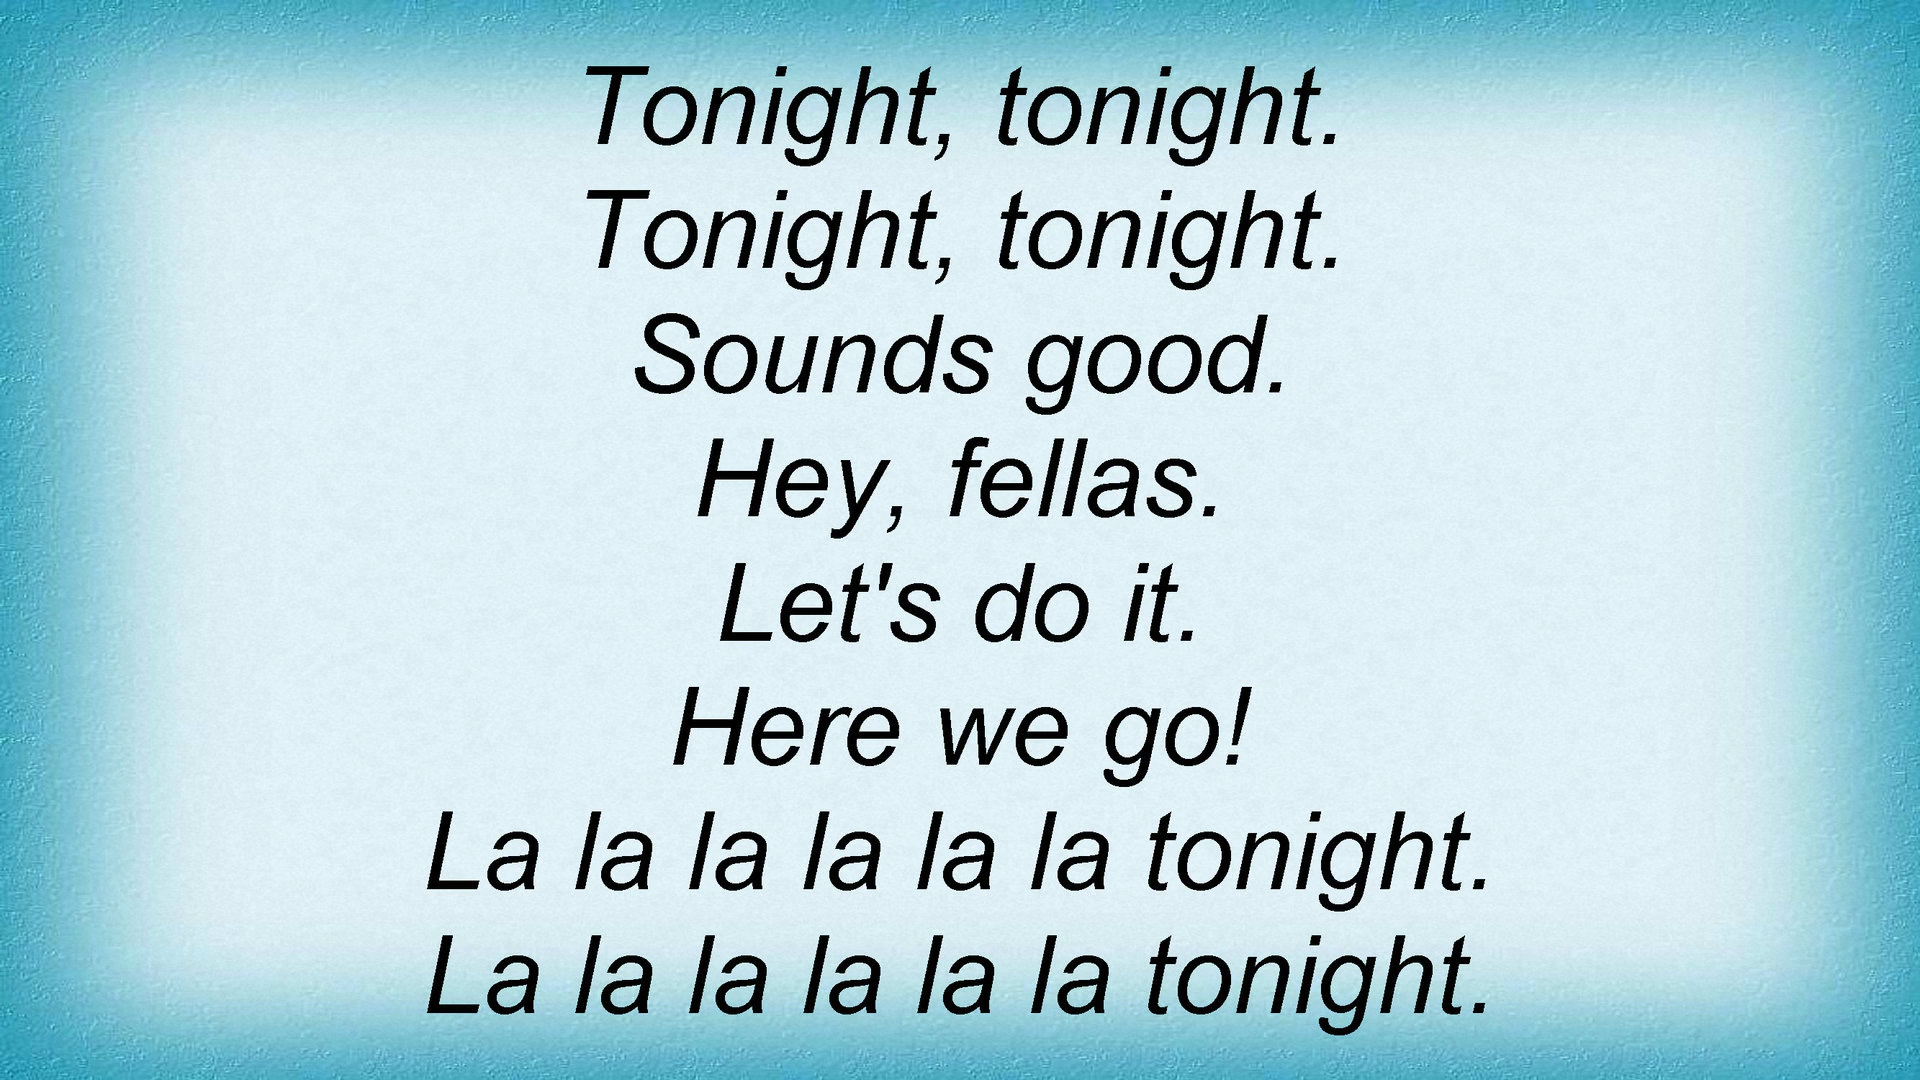 Tonight, tonight.
Tonight, tonight.
Sounds good.
Hey, fellas.
Let's do it.
Here we go!
La la la la la la tonight.
La la la la la la tonight.